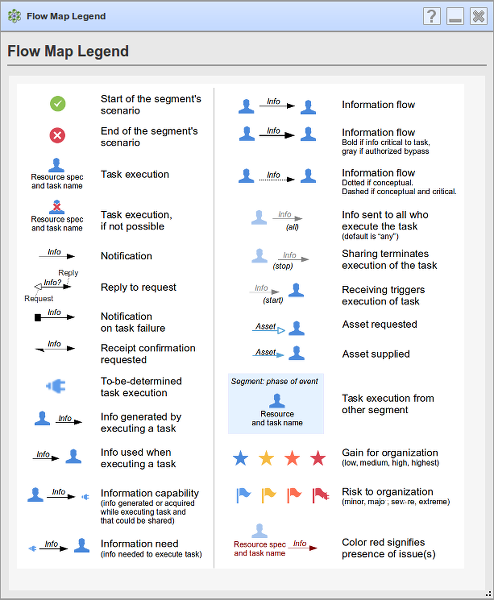 Flow Map Legend
?
Flow Map Legend
Start of the segment's
scenario
End of the segment's
scenario
Resource spec
and task name
Task execution
Resource spec
and task name
Task execution,
if not possible
Info
Notification
Reply
Info?
Request
Reply to request
Info
Notification
on task failure
Info
Receipt confirmation
requested
To-be-determined
task execution
Info
Info generated by
executing a task
Info
Info used when
executing a task
Info
Information capability
(info generated or acquired
while executing task and
that could be shared)
Info
Information need
(info needed to execute task)
Info
Information flow
Info
Information flow
Bold if info critical to task,
gray if authorized bypass
Info
Information flow
Dotted if conceptual.
Dashed if conceptual and critical.
Info
(all)
Info sent to all who
execute the task
(default is "any")
Info
(stop)
Sharing terminates
execution of the task
Info
(start)
Receiving triggers
execution of task
Asset
Asset requested
Asset
Asset supplied
Segment: phase of event
Resource
and task name
Task execution from
other segment
Gain for organization
(low, medium, high, highest)
Risk to organization
(minor, major, severe, extreme)
Resource spec
and task name
Info
Color red signifies
presence of issue(s)